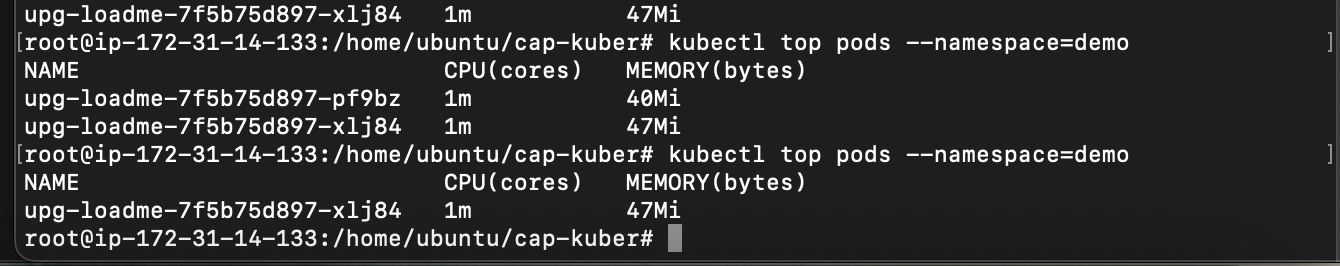 upg-loadme-7f5b75d897-xlj84   1m           47Mi
[root@ip-172-31-14-133:/home/ubuntu/cap-kuber# kubectl top pods --namespace=demo ]
NAME                          CPU(cores)   MEMORY(bytes)
upg-loadme-7f5b75d897-pf9bz   1m           40Mi
upg-loadme-7f5b75d897-xlj84   1m           47Mi
[root@ip-172-31-14-133:/home/ubuntu/cap-kuber# kubectl top pods --namespace=demo ]
NAME                          CPU(cores)   MEMORY(bytes)
upg-loadme-7f5b75d897-xlj84   1m           47Mi
root@ip-172-31-14-133:/home/ubuntu/cap-kuber#